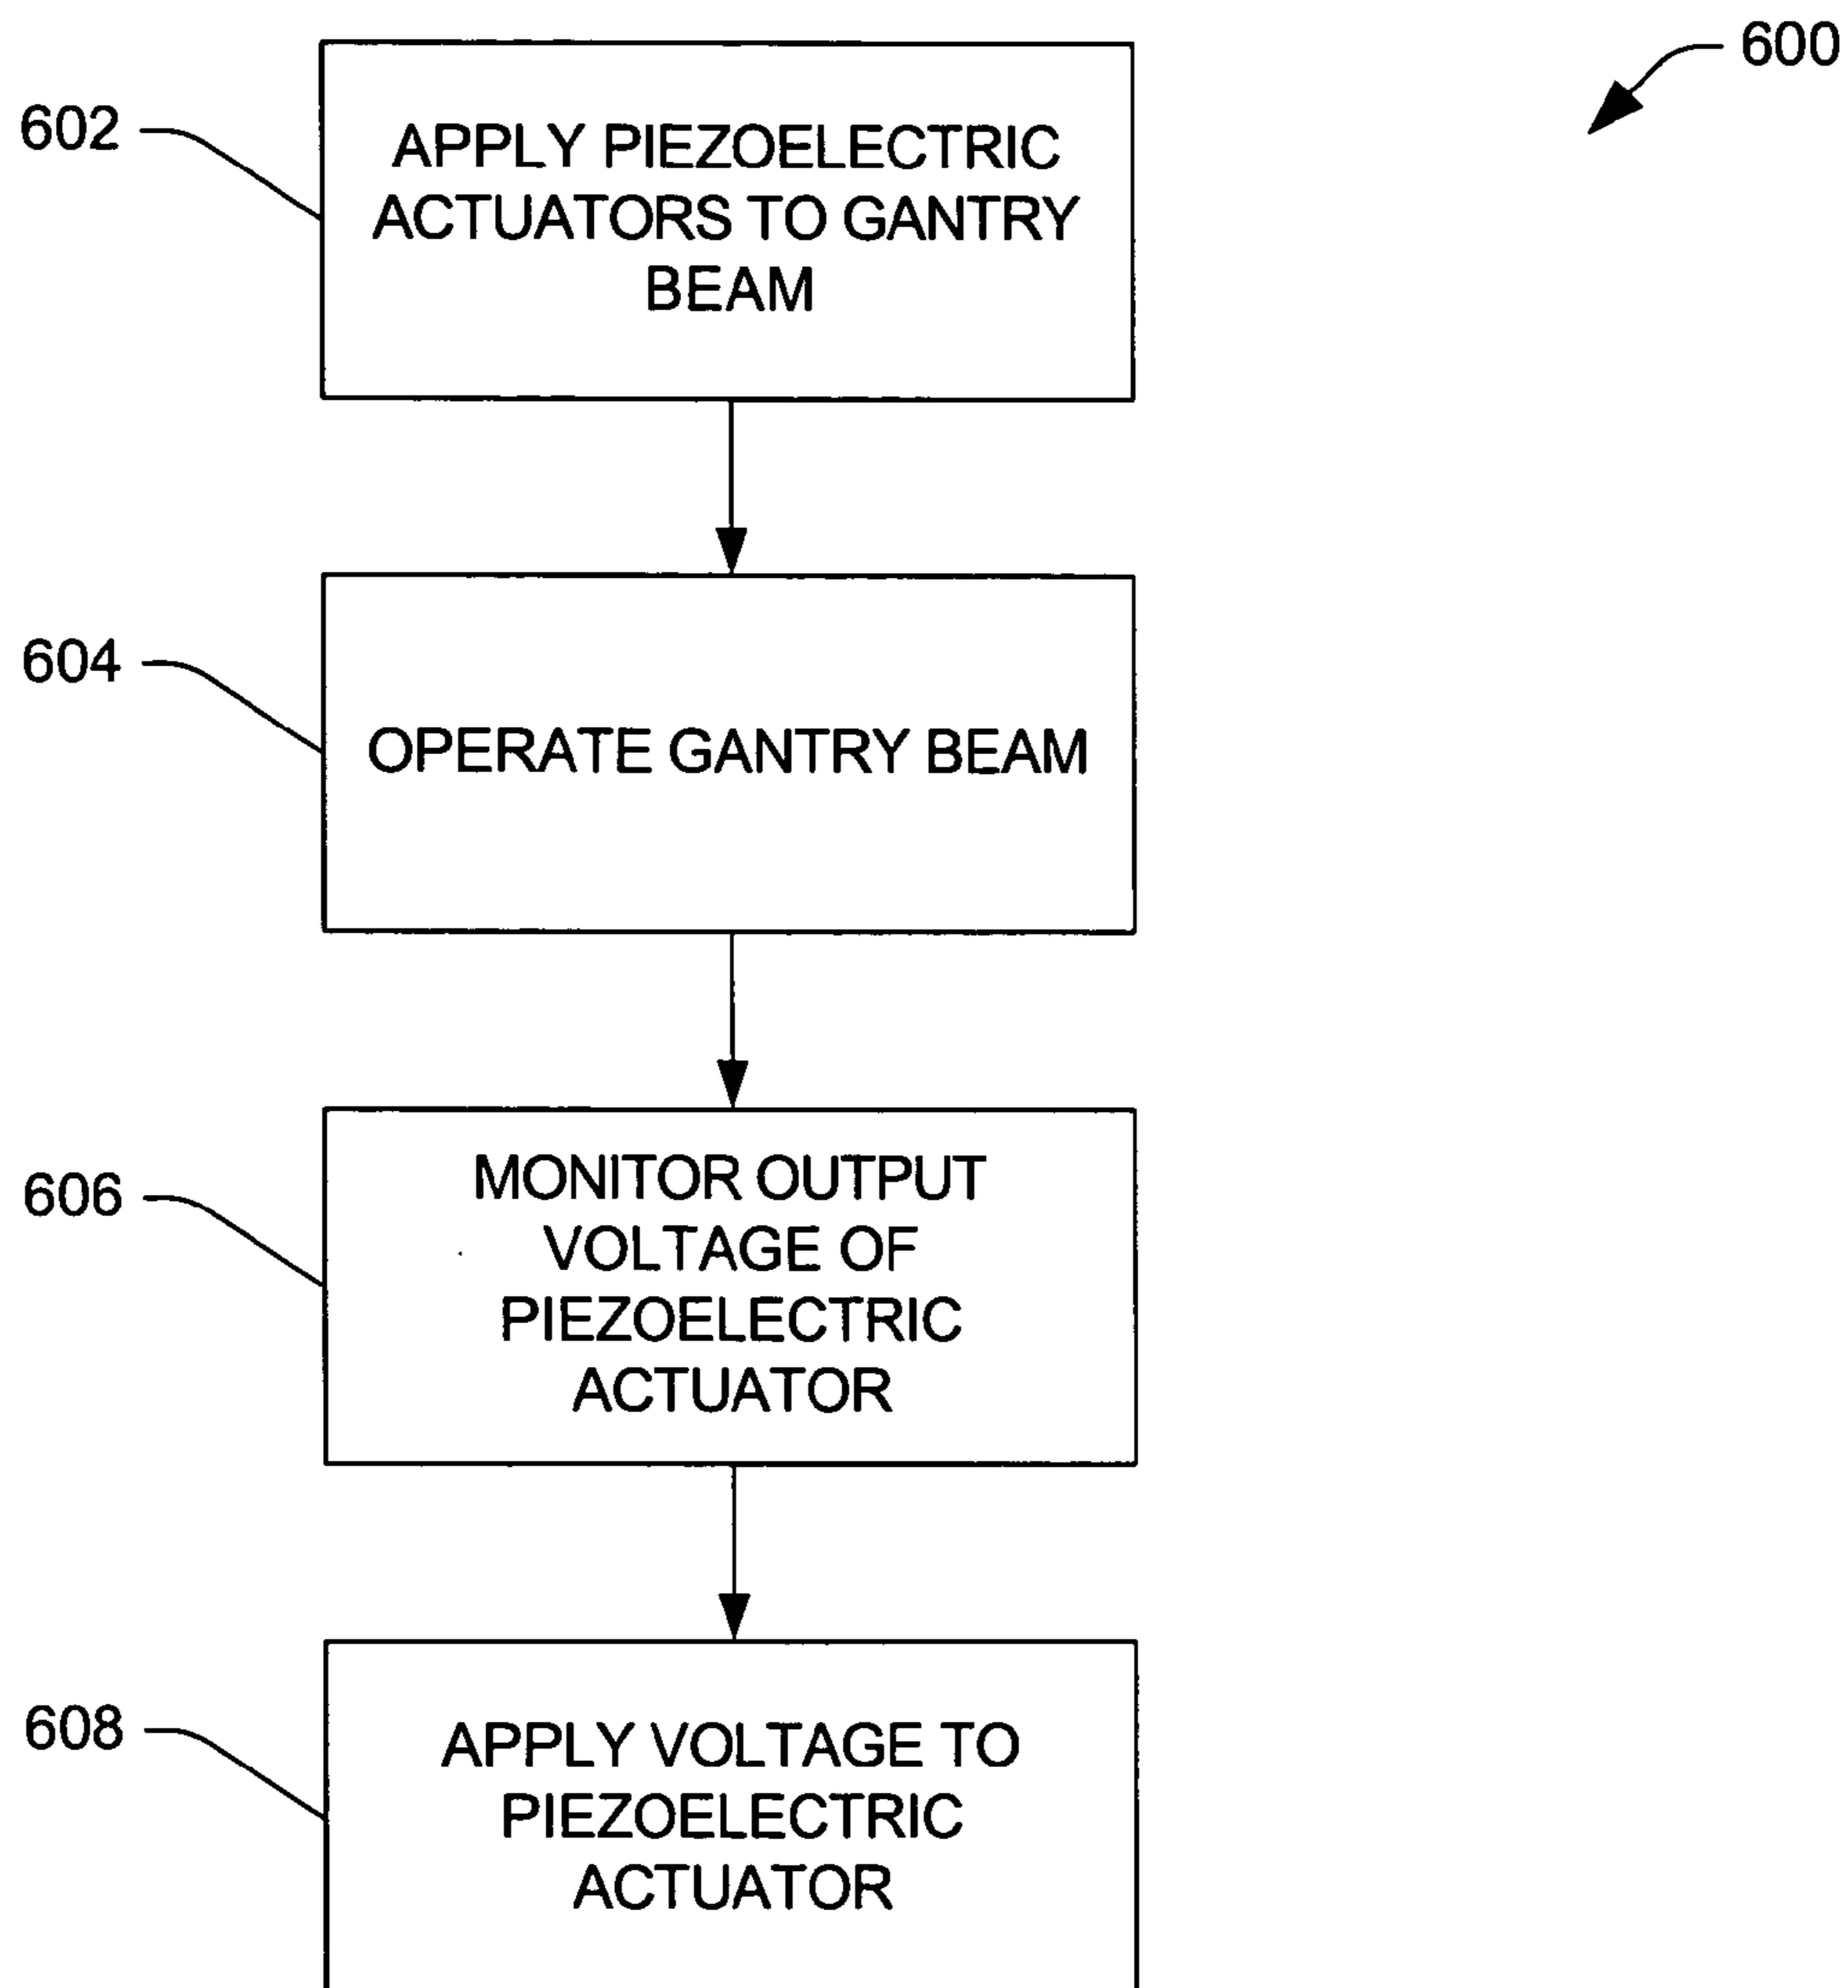 600
602
APPLY PIEZOELECTRIC
ACTUATORS TO GANTRY
BEAM
604
OPERATE GANTRY BEAM
606
MONITOR OUTPUT
VOLTAGE OF
PIEZOELECTRIC
ACTUATOR
608
APPLY VOLTAGE TO
PIEZOELECTRIC
ACTUATOR